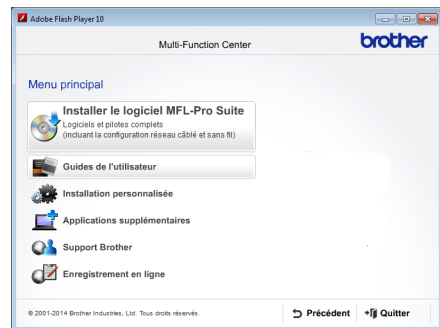 Adobe Flash Player 10
Multi-Function Center
brother
Menu principal
Installer le logiciel MFL-Pro Suite
Logiciels et pilotes complets
(incluant la configuration réseau câblé et sans fil)
Guides de l'utilisateur
Installation personnalisée
Applications supplémentaires
Support Brother
Enregistrement en ligne
© 2001-2014 Brother Industries, Ltd. Tous droits réservés.
Précédent
Quitter